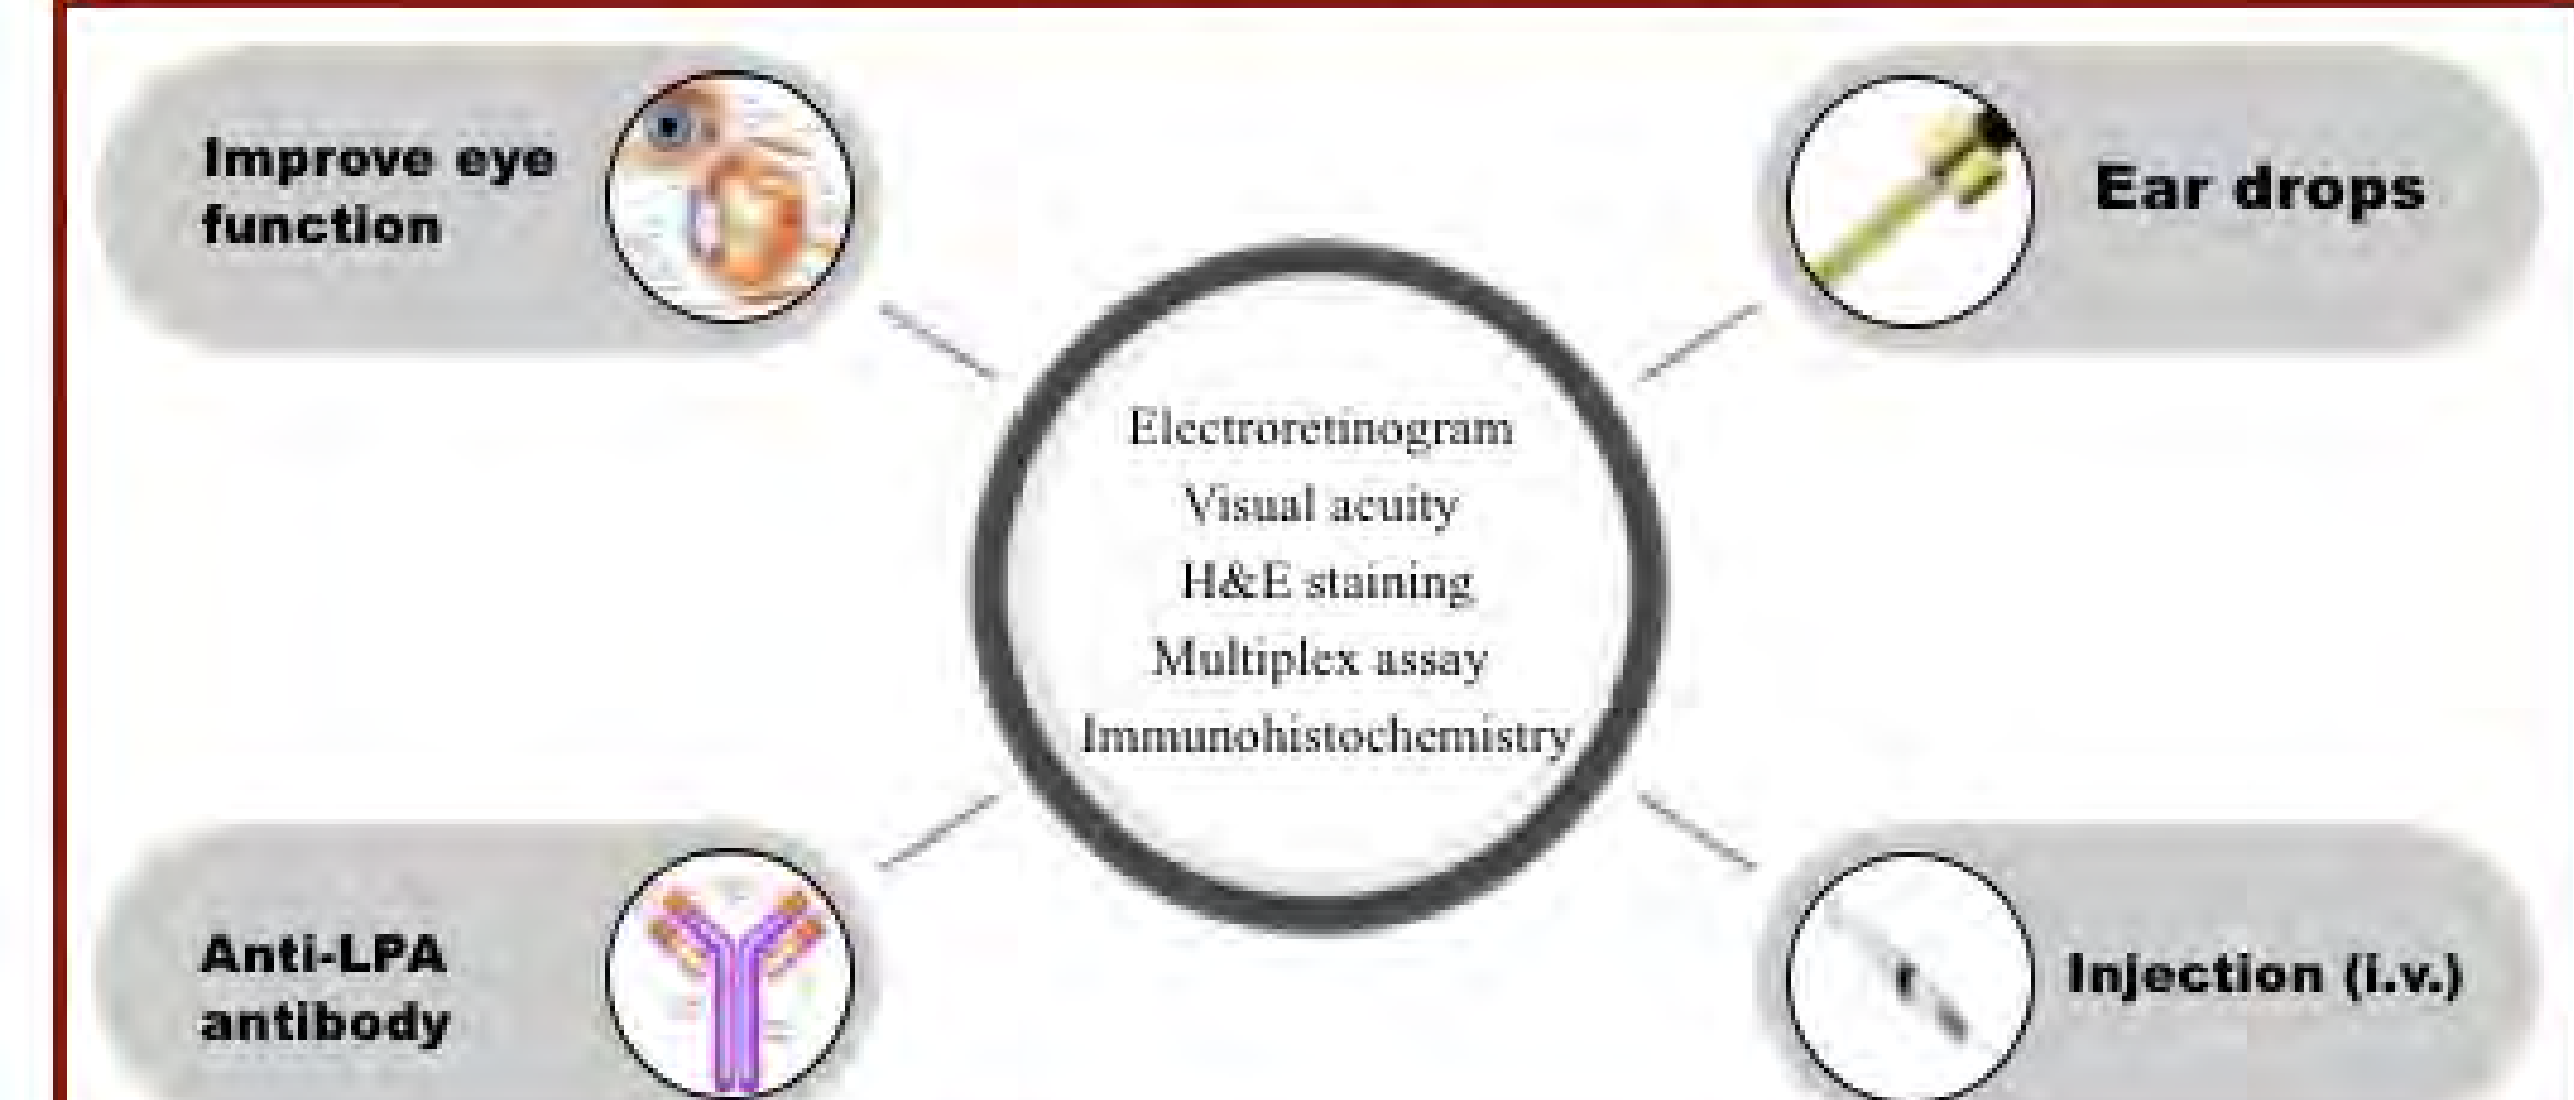 Improve eye
function
Ear drops
Electroretinogram
Visual acuity
H&E staining
Multiplex assay
Immunohistochemistry
Anti-LPA
antibody
Injection (i.v.)